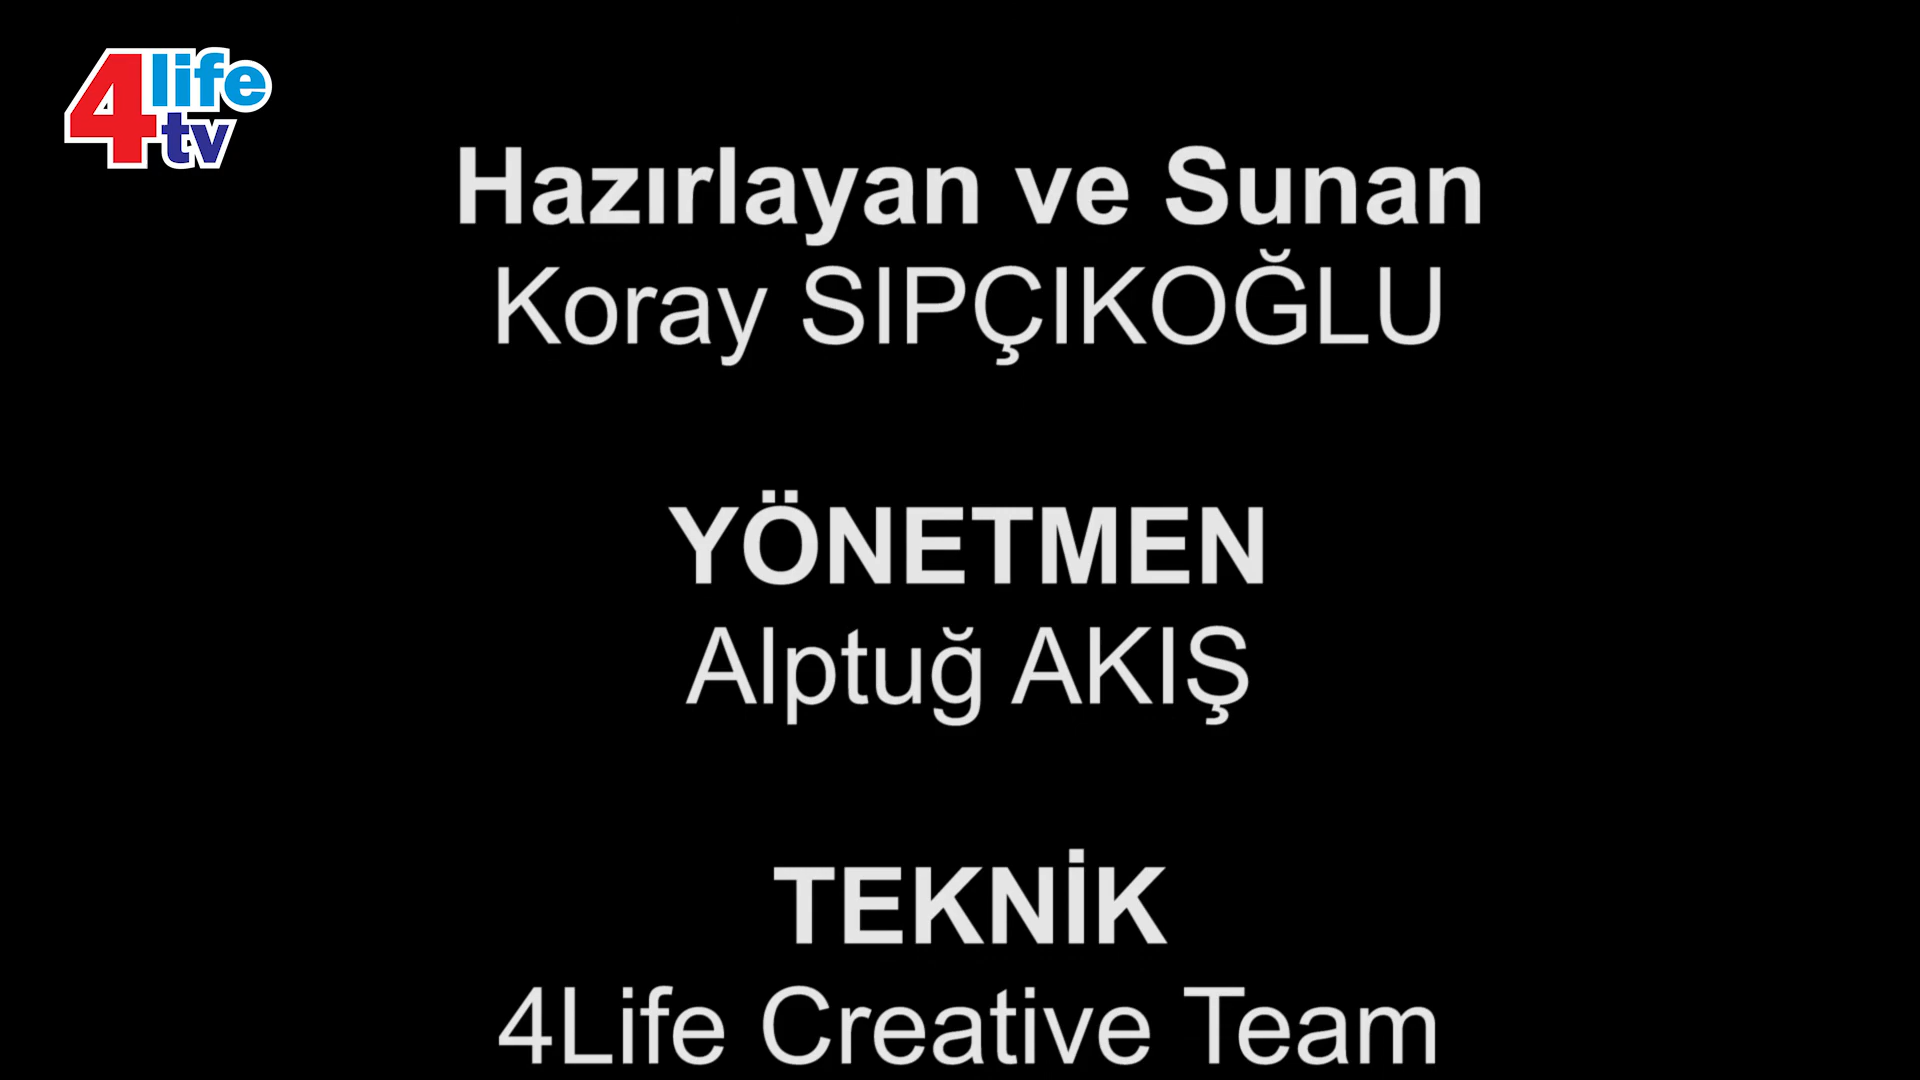 4life
tv
Hazırlayan ve Sunan
Koray SIPÇIKOĞLU
YÖNETMEN
Alptuğ AKIŞ
TEKNİK
4Life Creative Team